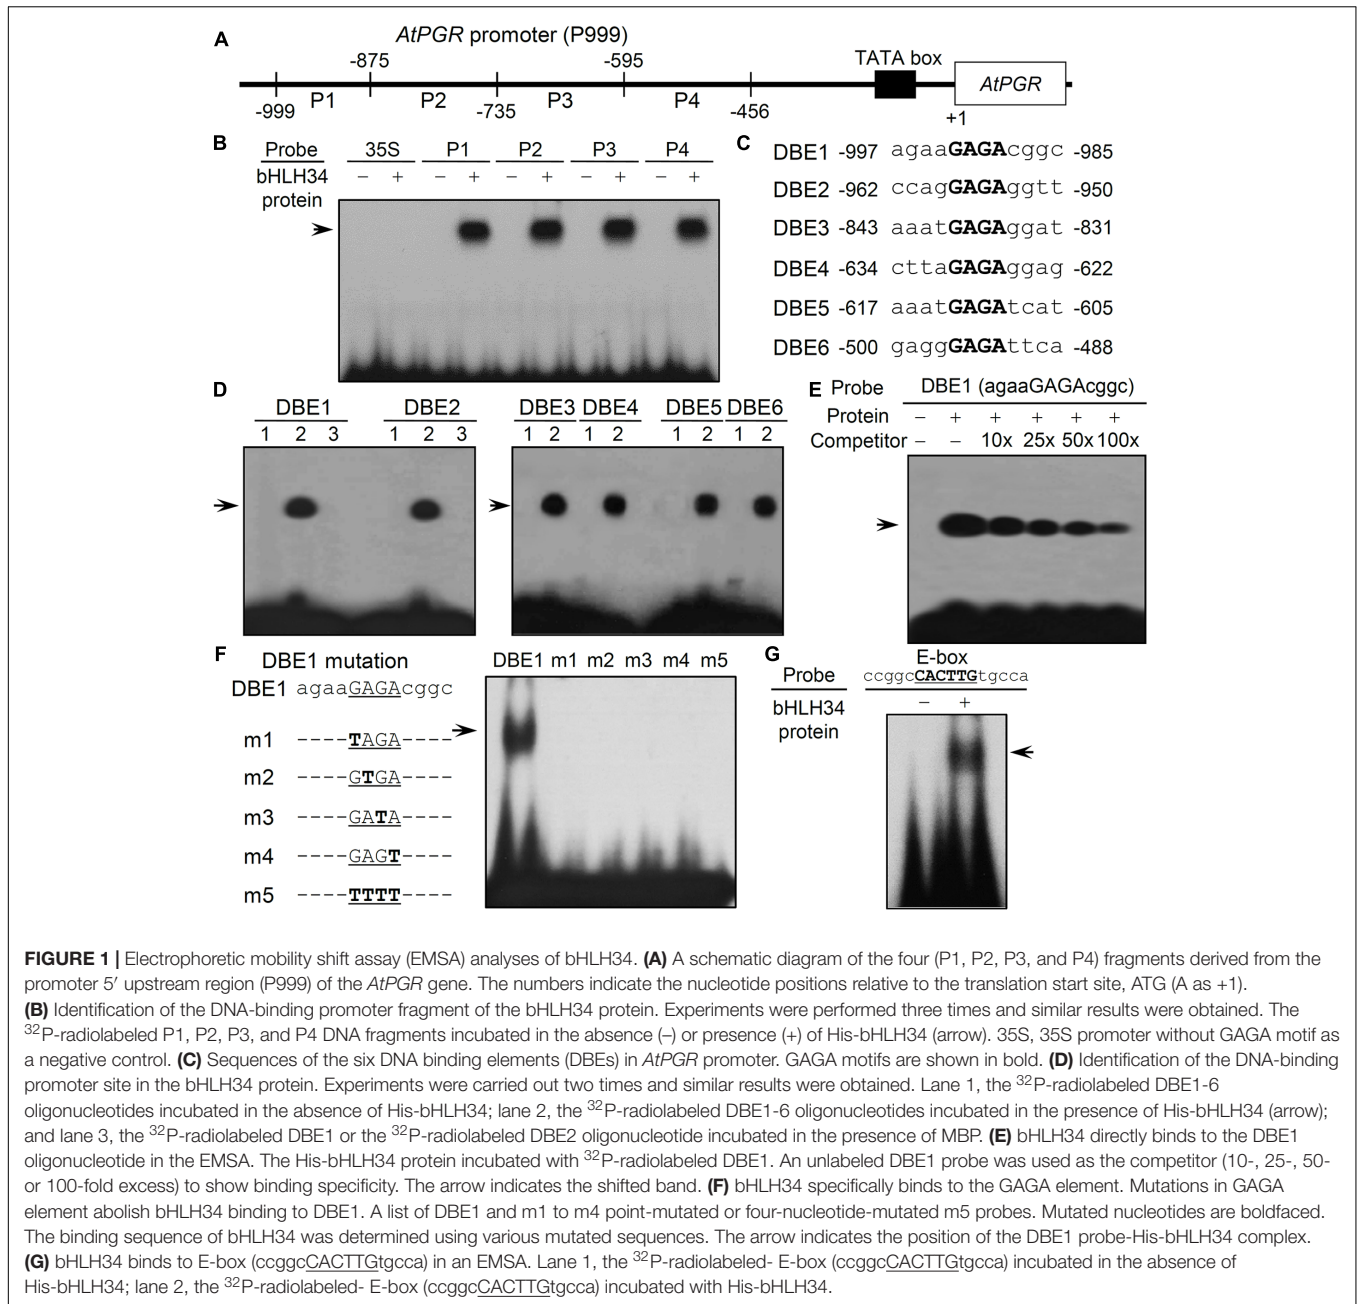 A
AtPGR promoter (P999)
-875
-595
TATA box
AtPGR
P1
P2
P3
P4
-999
-735
-456
+1
B
Probe 35S P1 P2 P3 P4
bHLH34 protein – + – + – + – + – +
C
DBE1 -997 agaaGAGAcggc -985
DBE2 -962 ccagGAGAggtt -950
DBE3 -843 aaatGAGAggat -831
DBE4 -634 cttaGAGAggag -622
DBE5 -617 aaatGAGAtcat -605
DBE6 -500 gaggGAGAttca -488
D
DBE1 DBE2 DBE3 DBE4 DBE5 DBE6
1 2 3 1 2 3 1 2 1 2 1 2 1 2
E
Probe DBE1 (agaaGAGAcggc)
Protein – + + + + +
Competitor – – 10x 25x 50x 100x
F
DBE1 mutation
DBE1 agaaGAGAcggc
m1 ----TAGA----
m2 ----GTGA----
m3 ----GATA----
m4 ----GAGT----
m5 ----TTTT----
DBE1 m1 m2 m3 m4 m5
G
E-box
Probe ccggcCACTTGtgcca
bHLH34 protein – +
FIGURE 1 | Electrophoretic mobility shift assay (EMSA) analyses of bHLH34. (A) A schematic diagram of the four (P1, P2, P3, and P4) fragments derived from the
promoter 5′ upstream region (P999) of the AtPGR gene. The numbers indicate the nucleotide positions relative to the translation start site, ATG (A as +1).
(B) Identification of the DNA-binding promoter fragment of the bHLH34 protein. Experiments were performed three times and similar results were obtained. The
32P-radiolabeled P1, P2, P3, and P4 DNA fragments incubated in the absence (–) or presence (+) of His-bHLH34 (arrow). 35S, 35S promoter without GAGA motif as
a negative control. (C) Sequences of the six DNA binding elements (DBEs) in AtPGR promoter. GAGA motifs are shown in bold. (D) Identification of the DNA-binding
promoter site in the bHLH34 protein. Experiments were carried out two times and similar results were obtained. Lane 1, the 32P-radiolabeled DBE1-6
oligonucleotides incubated in the absence of His-bHLH34; lane 2, the 32P-radiolabeled DBE1-6 oligonucleotides incubated in the presence of His-bHLH34 (arrow);
and lane 3, the 32P-radiolabeled DBE1 or the 32P-radiolabeled DBE2 oligonucleotide incubated in the presence of MBP. (E) bHLH34 directly binds to the DBE1
oligonucleotide in the EMSA. The His-bHLH34 protein incubated with 32P-radiolabeled DBE1. An unlabeled DBE1 probe was used as the competitor (10-, 25-, 50-
or 100-fold excess) to show binding specificity. The arrow indicates the shifted band. (F) bHLH34 specifically binds to the GAGA element. Mutations in GAGA
element abolish bHLH34 binding to DBE1. A list of DBE1 and m1 to m4 point-mutated or four-nucleotide-mutated m5 probes. Mutated nucleotides are boldfaced.
The binding sequence of bHLH34 was determined using various mutated sequences. The arrow indicates the position of the DBE1 probe-His-bHLH34 complex.
(G) bHLH34 binds to E-box (ccggcCACTTGtgcca) in an EMSA. Lane 1, the 32P-radiolabeled- E-box (ccggcCACTTGtgcca) incubated in the absence of
His-bHLH34; lane 2, the 32P-radiolabeled- E-box (ccggcCACTTGtgcca) incubated with His-bHLH34.